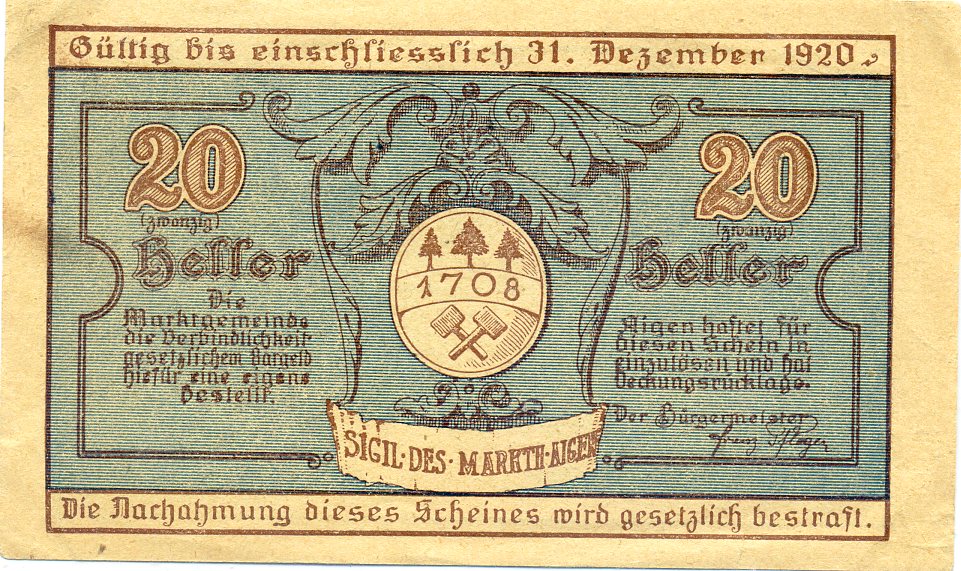 Gültig bis einschliesslich 31. Dezember 1920.
20 20
(zwanzig) (zwanzig)
Heller Heller
Die
Marktgemeinde Aigen haftet für
die Verbindlichkeit diesen Schein in
gesetzlichem Bargeld einzulösen und hat
hiefür eine eigene Deckungsrücklage.
bestellt.
1708
Der Bürgermeister
SIGIL·DES·MARKTH·AIGEN
Die Nachahmung dieses Scheines wird gesetzlich bestraft.